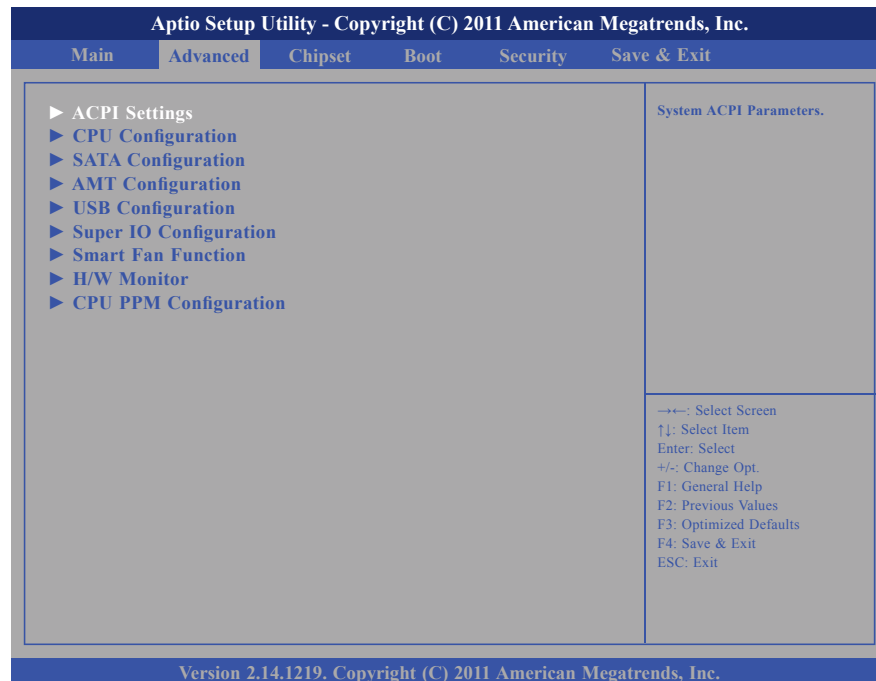 Aptio Setup Utility - Copyright (C) 2011 American Megatrends, Inc.
Main Advanced Chipset Boot Security Save & Exit
► ACPI Settings
► CPU Configuration
► SATA Configuration
► AMT Configuration
► USB Configuration
► Super IO Configuration
► Smart Fan Function
► H/W Monitor
► CPU PPM Configuration
System ACPI Parameters.
→←: Select Screen
↑↓: Select Item
Enter: Select
+/-: Change Opt.
F1: General Help
F2: Previous Values
F3: Optimized Defaults
F4: Save & Exit
ESC: Exit
Version 2.14.1219. Copyright (C) 2011 American Megatrends, Inc.